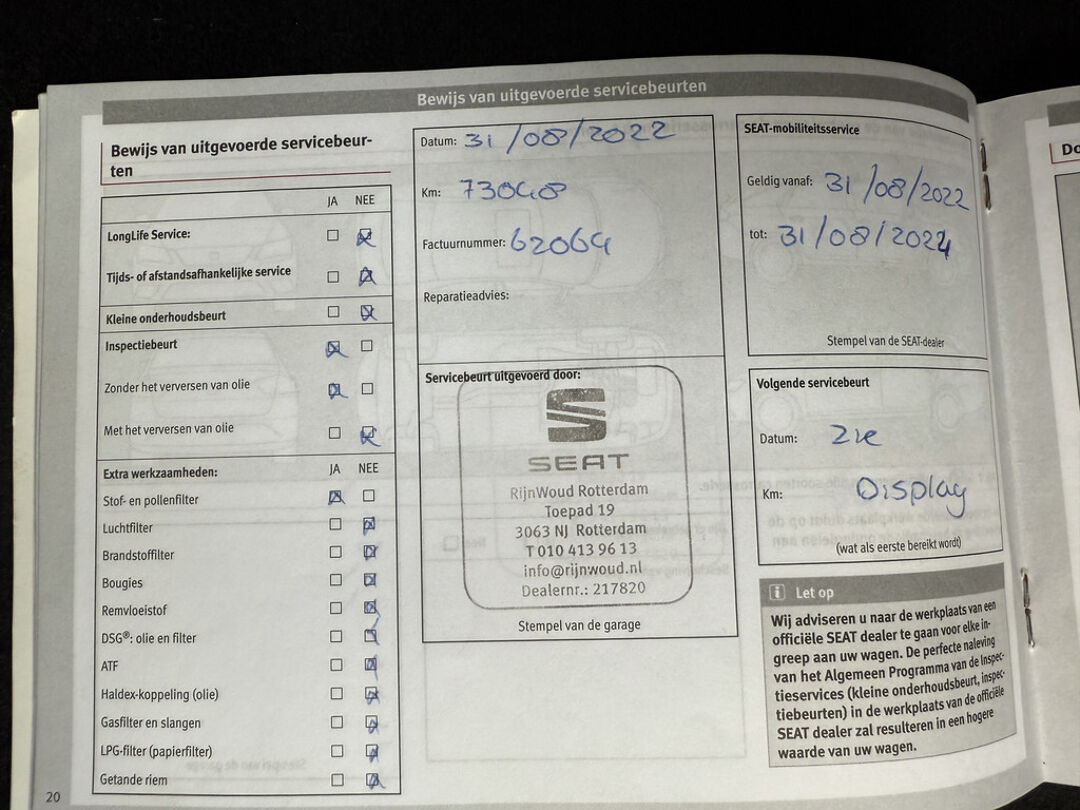 Bewijs van uitgevoerde servicebeurten
Bewijs van uitgevoerde servicebeur-
ten
JA NEE
LongLife Service:
Tijds- of afstandsafhankelijke service
Kleine onderhoudsbeurt
Inspectiebeurt
Zonder het verversen van olie
Met het verversen van olie
Extra werkzaamheden: JA NEE
Stof- en pollenfilter
Luchtfilter
Brandstoffilter
Bougies
Remvloeistof
DSG®: olie en filter
ATF
Haldex-koppeling (olie)
Gasfilter en slangen
LPG-filter (papierfilter)
Getande riem
20
Datum: 31/08/2022
Km: 73048
Factuurnummer: 62064
Reparatieadvies:
Servicebeurt uitgevoerd door:
SEAT
RijnWoud Rotterdam
Toepad 19
3063 NJ Rotterdam
T 010 413 96 13
info@rijnwoud.nl
Dealernr.: 217820
Stempel van de garage
SEAT-mobiliteitsservice
Geldig vanaf: 31/08/2022
tot: 31/08/2024
Stempel van de SEAT-dealer
Volgende servicebeurt
Datum: Zie
Km: Display
(wat als eerste bereikt wordt)
i Let op
Wij adviseren u naar de werkplaats van een
officiële SEAT dealer te gaan voor elke in-
greep aan uw wagen. De perfecte naleving
van het Algemeen Programma van de Inspec-
tieservices (kleine onderhoudsbeurt, inspec-
tiebeurten) in de werkplaats van de officiële
SEAT dealer zal resulteren in een hogere
waarde van uw wagen.